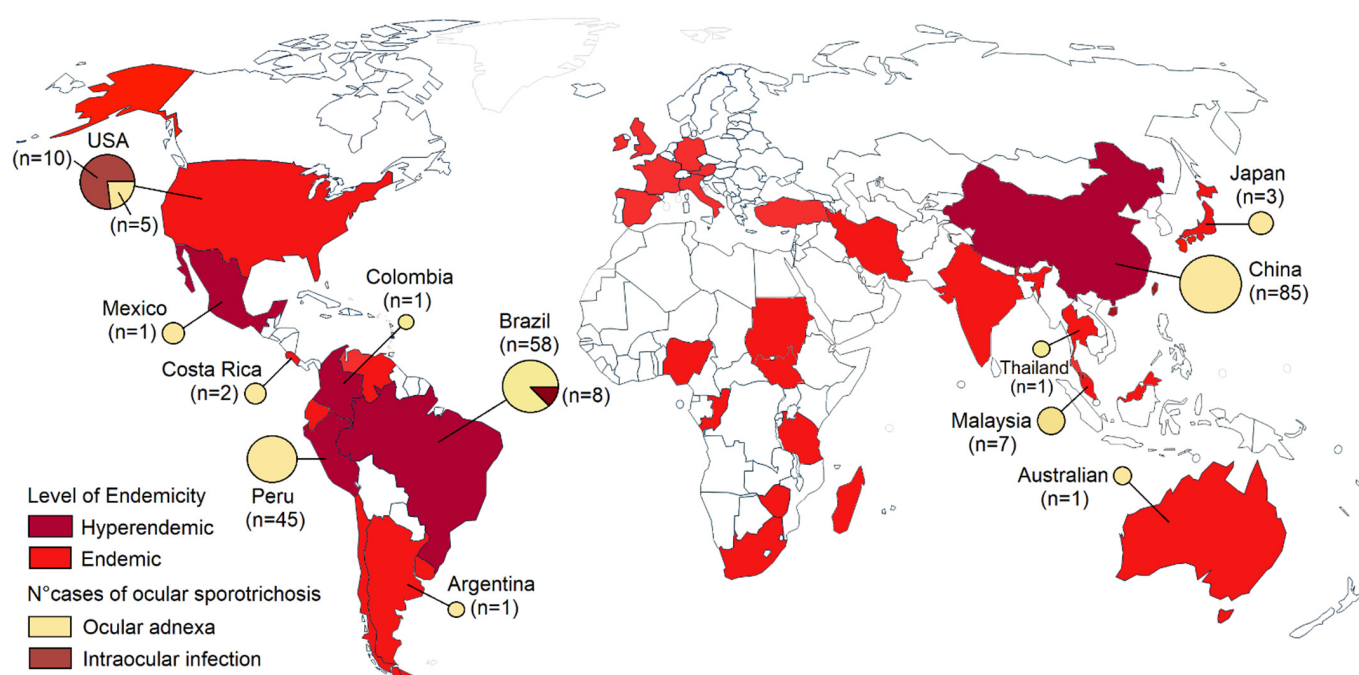 USA
(n=10)
(n=5)
Mexico
(n=1)
Costa Rica
(n=2)
Colombia
(n=1)
Brazil
(n=58)
(n=8)
Peru
(n=45)
Argentina
(n=1)
Japan
(n=3)
China
(n=85)
Thailand
(n=1)
Malaysia
(n=7)
Australian
(n=1)
Level of Endemicity
Hyperendemic
Endemic
N°cases of ocular sporotrichosis
Ocular adnexa
Intraocular infection